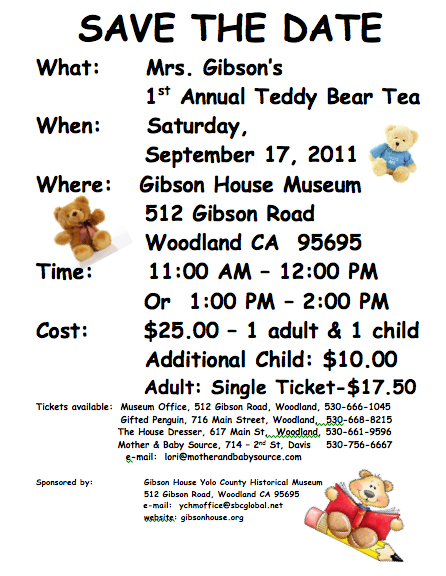 SAVE THE DATE
What: Mrs. Gibson's
1st Annual Teddy Bear Tea
When: Saturday,
September 17, 2011
Where: Gibson House Museum
512 Gibson Road
Woodland CA 95695
Time: 11:00 AM – 12:00 PM
Or 1:00 PM – 2:00 PM
Cost: $25.00 – 1 adult & 1 child
Additional Child: $10.00
Adult: Single Ticket-$17.50
Tickets available: Museum Office, 512 Gibson Road, Woodland, 530-666-1045
Gifted Penguin, 716 Main Street, Woodland, 530-668-8215
The House Dresser, 617 Main St, Woodland, 530-661-9596
Mother & Baby Source, 714 – 2nd St, Davis 530-756-6667
e-mail: lori@motherandbabysource.com
Sponsored by: Gibson House Yolo County Historical Museum
512 Gibson Road, Woodland CA 95695
e-mail: ychmoffice@sbcglobal.net
website: gibsonhouse.org